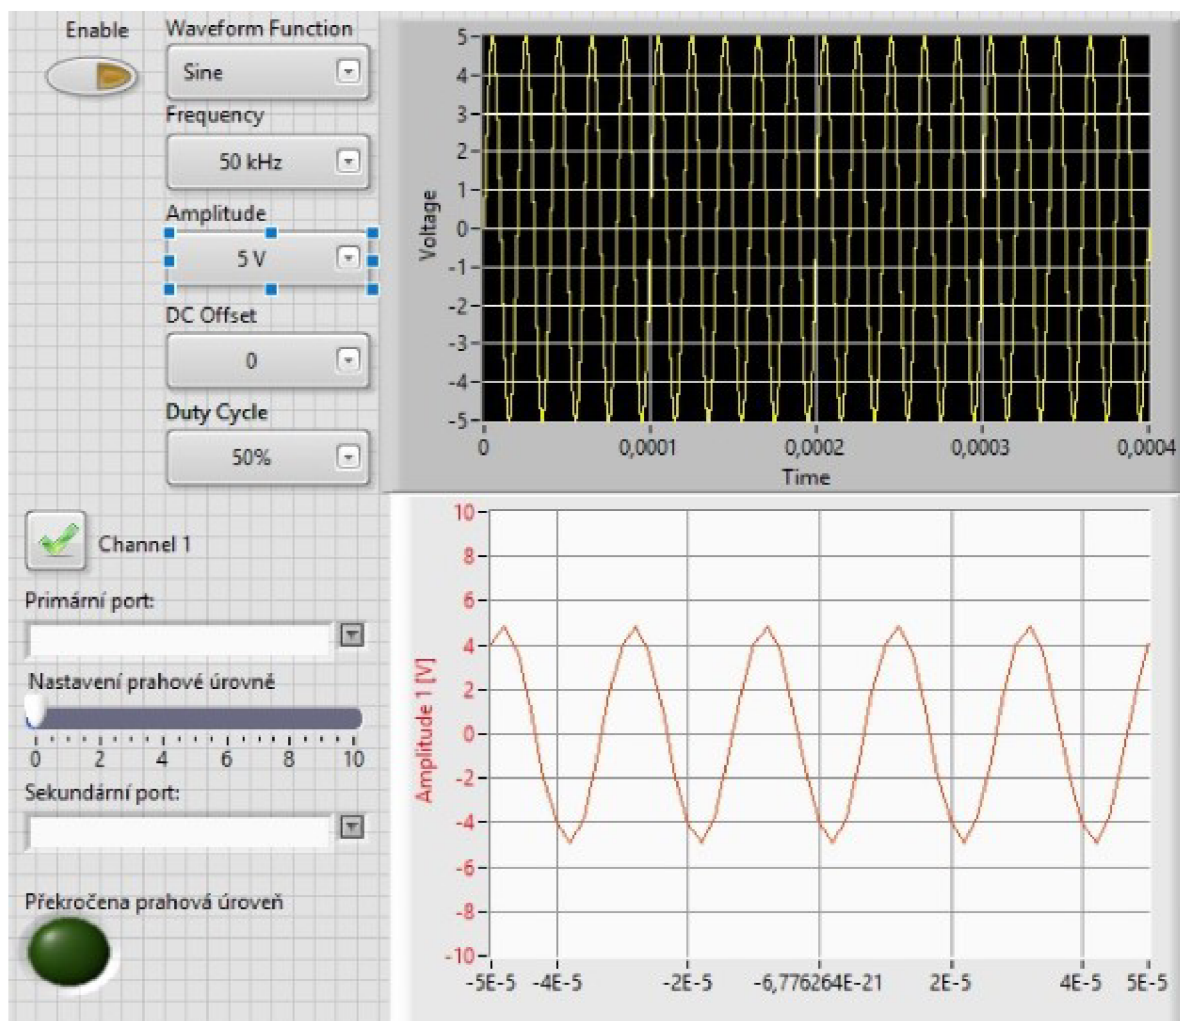 Enable
Waveform Function
Sine
Frequency
50 kHz
Amplitude
5 V
DC Offset
0
Duty Cycle
50%
5
4
3
2
1
0
-1
-2
-3
-4
-5
Voltage
0 0,0001 0,0002 0,0003 0,0004
Time
Channel 1
Primární port:
Nastavení prahové úrovně
0 2 4 6 8 10
Sekundární port:
Překročena prahová úroveň
10
8
6
4
2
0
-2
-4
-6
-8
-10
Amplitude 1 [V]
-5E-5 -4E-5 -2E-5 -6,776264E-21 2E-5 4E-5 5E-5